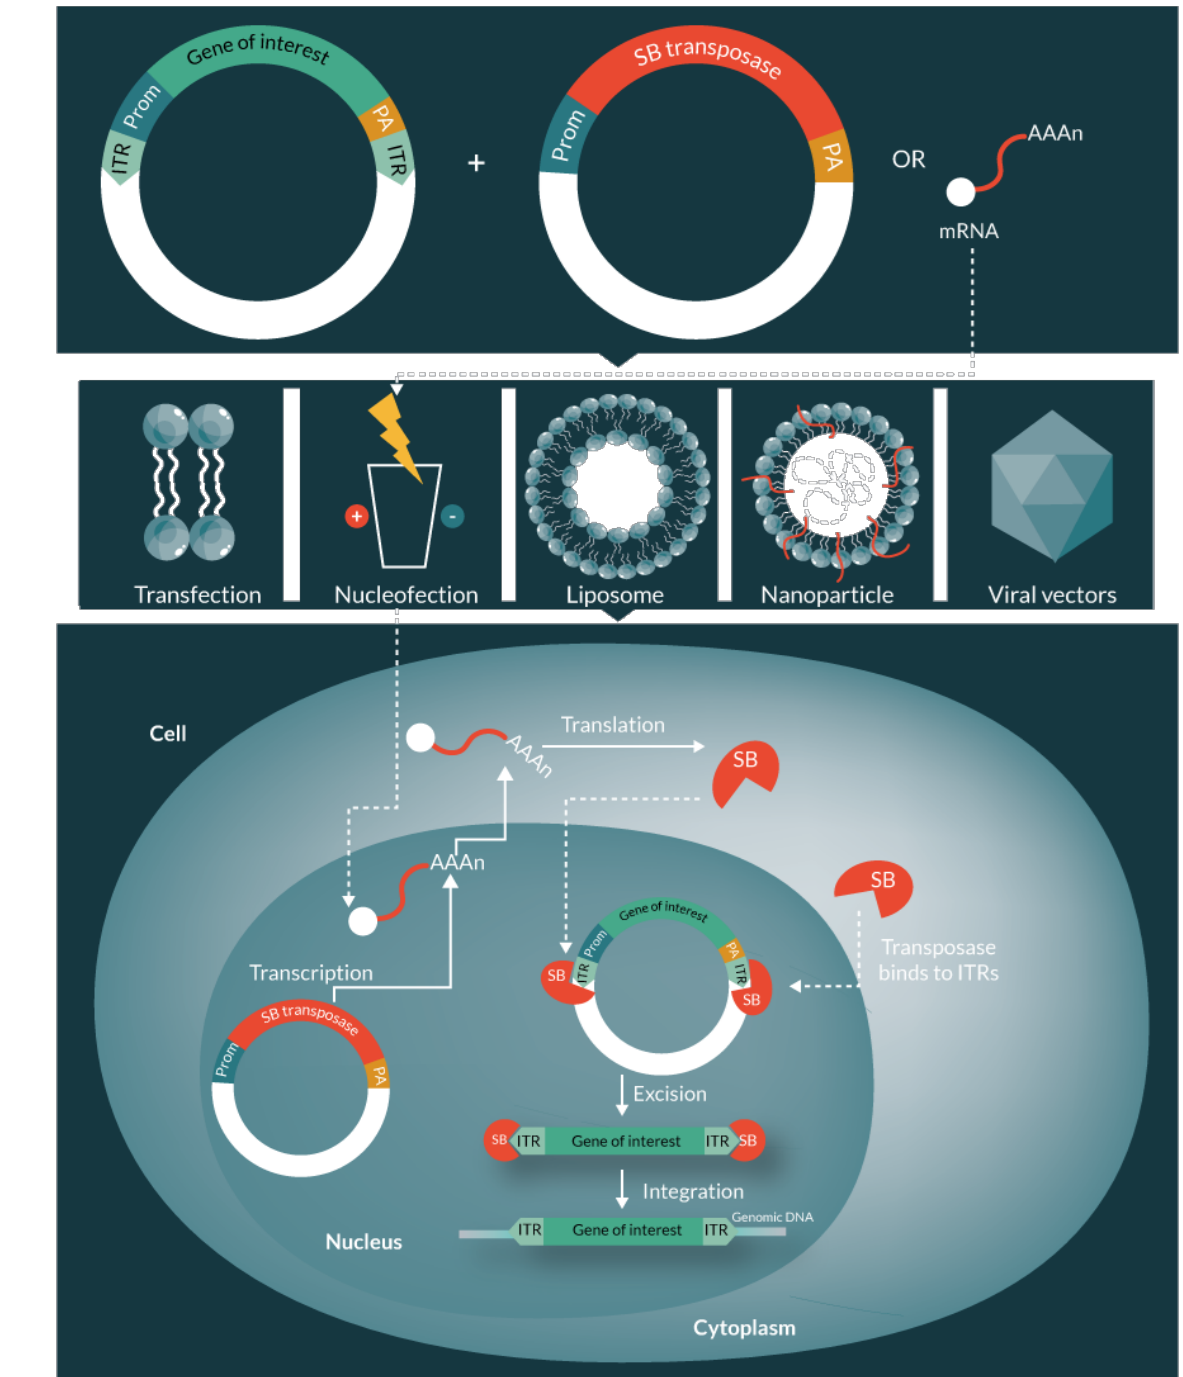 Gene of interest
Prom
PA
ITR
ITR
+
SB transposase
Prom
PA
OR
AAAn
mRNA
+
-
Transfection
Nucleofection
Liposome
Nanoparticle
Viral vectors
Cell
Translation
AAAn
SB
AAAn
SB
Gene of interest
Prom
PA
ITR
ITR
SB
SB
Transposase
binds to ITRs
Transcription
SB transposase
Prom
PA
Excision
SB
ITR
Gene of interest
ITR
SB
Integration
Genomic DNA
ITR
Gene of interest
ITR
Nucleus
Cytoplasm